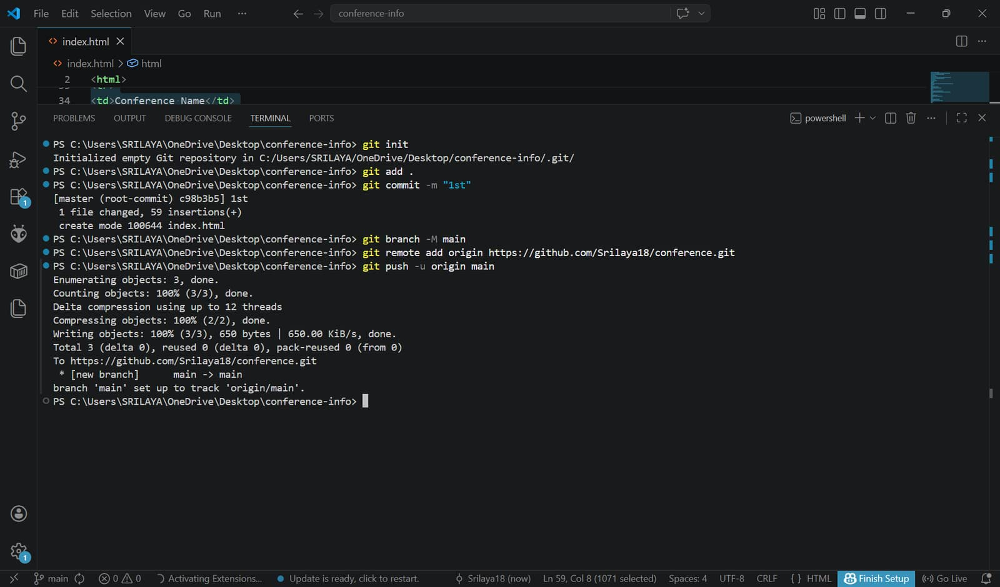 File Edit Selection View Go Run ··· conference-info
index.html
index.html > html
2 <html>
34 <td>Conference Name</td>
PROBLEMS OUTPUT DEBUG CONSOLE TERMINAL PORTS powershell
PS C:\Users\SRILAYA\OneDrive\Desktop\conference-info> git init
Initialized empty Git repository in C:/Users/SRILAYA/OneDrive/Desktop/conference-info/.git/
PS C:\Users\SRILAYA\OneDrive\Desktop\conference-info> git add .
PS C:\Users\SRILAYA\OneDrive\Desktop\conference-info> git commit -m "1st"
[master (root-commit) c98b3b5] 1st
1 file changed, 59 insertions(+)
create mode 100644 index.html
PS C:\Users\SRILAYA\OneDrive\Desktop\conference-info> git branch -M main
PS C:\Users\SRILAYA\OneDrive\Desktop\conference-info> git remote add origin https://github.com/Srilaya18/conference.git
PS C:\Users\SRILAYA\OneDrive\Desktop\conference-info> git push -u origin main
Enumerating objects: 3, done.
Counting objects: 100% (3/3), done.
Delta compression using up to 12 threads
Compressing objects: 100% (2/2), done.
Writing objects: 100% (3/3), 650 bytes | 650.00 KiB/s, done.
Total 3 (delta 0), reused 0 (delta 0), pack-reused 0 (from 0)
To https://github.com/Srilaya18/conference.git
* [new branch] main -> main
branch 'main' set up to track 'origin/main'.
PS C:\Users\SRILAYA\OneDrive\Desktop\conference-info>
1
1
main 0 0 Activating Extensions... Update is ready, click to restart. Srilaya18 (now) Ln 59, Col 8 (1071 selected) Spaces: 4 UTF-8 CRLF { } HTML Finish Setup Go Live